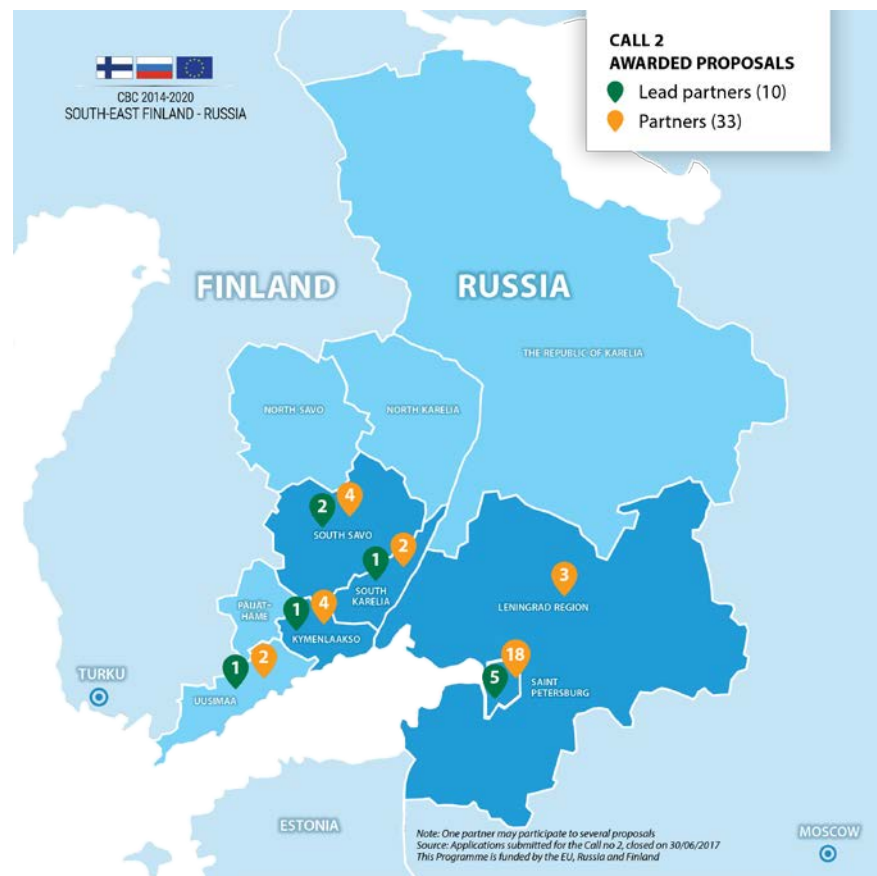 CBC 2014-2020
SOUTH-EAST FINLAND - RUSSIA
CALL 2
AWARDED PROPOSALS
Lead partners (10)
Partners (33)
FINLAND
RUSSIA
THE REPUBLIC OF KARELIA
NORTH SAVO
NORTH KARELIA
2
4
SOUTH SAVO
1
2
SOUTH
KARELIA
3
LENINGRAD REGION
PÄIJÄT-
HÄME
1
4
KYMENLAAKSO
1
2
UUSIMAA
TURKU
5
18
SAINT
PETERSBURG
ESTONIA
MOSCOW
Note: One partner may participate to several proposals
Source: Applications submitted for the Call no 2, closed on 30/06/2017
This Programme is funded by the EU, Russia and Finland